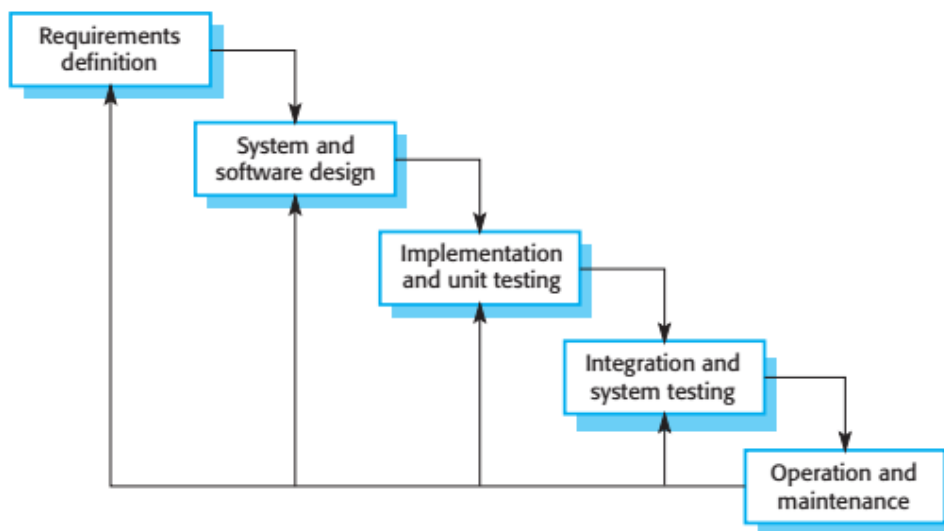 Requirements
definition
System and
software design
Implementation
and unit testing
Integration and
system testing
Operation and
maintenance